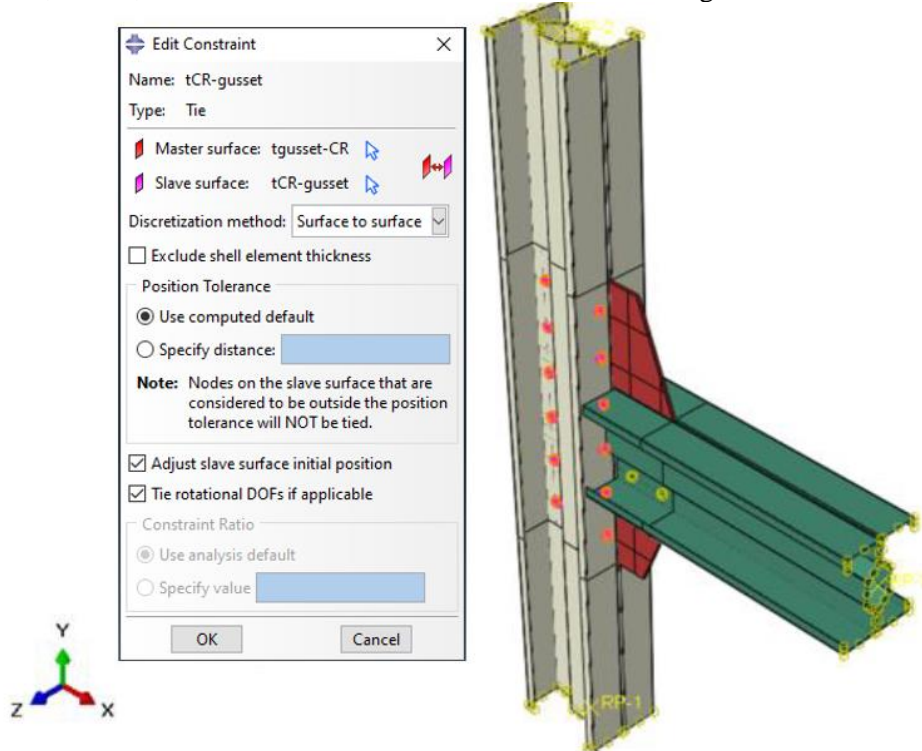 Edit Constraint
Name: tCR-gusset
Type: Tie
Master surface: tgusset-CR
Slave surface: tCR-gusset
Discretization method: Surface to surface
Exclude shell element thickness
Position Tolerance
Use computed default
Specify distance:
Note: Nodes on the slave surface that are
considered to be outside the position
tolerance will NOT be tied.
Adjust slave surface initial position
Tie rotational DOFs if applicable
Constraint Ratio
Use analysis default
Specify value
OK Cancel
Y
Z X
RP-1